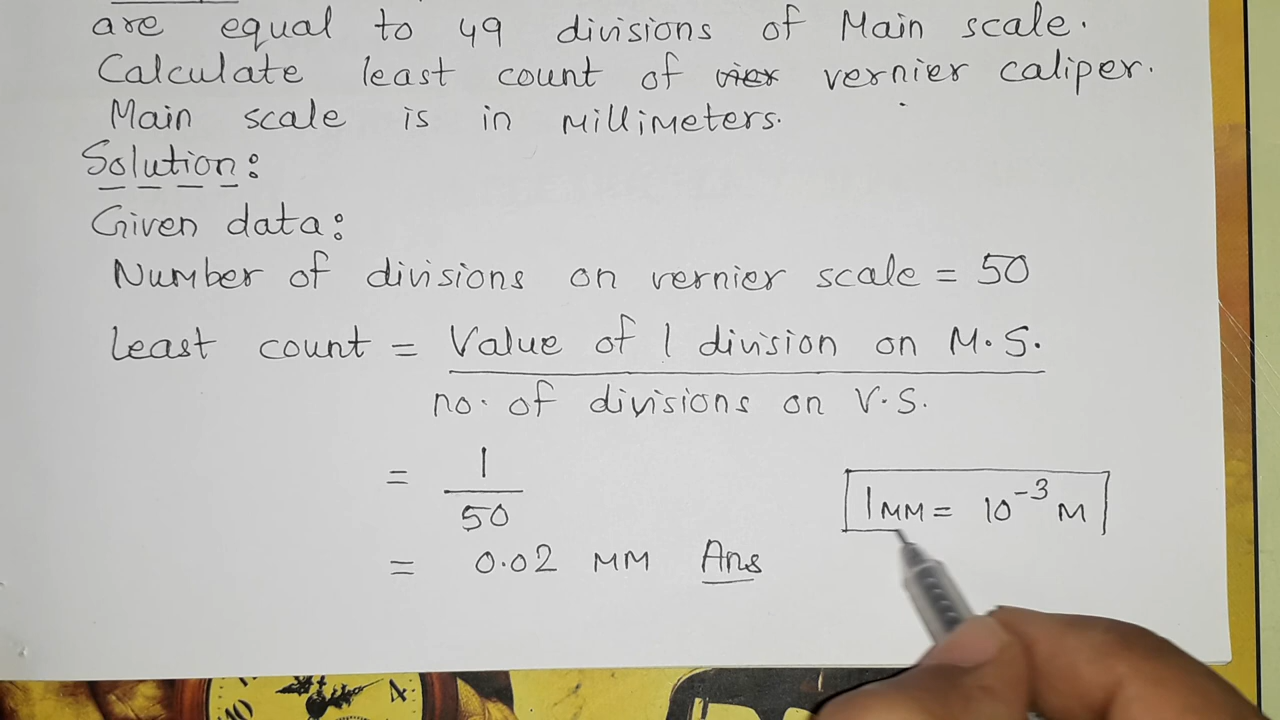 are equal to 49 divisions of Main scale.
Calculate least count of vier vernier caliper.
Main scale is in Millimeters.
Solution:
Given data:
Number of divisions on vernier scale = 50
least count = Value of 1 division on M.S.
no. of divisions on V.S.
= 1
50
1MM = 10⁻³ M
= 0.02 MM Ans
10
4